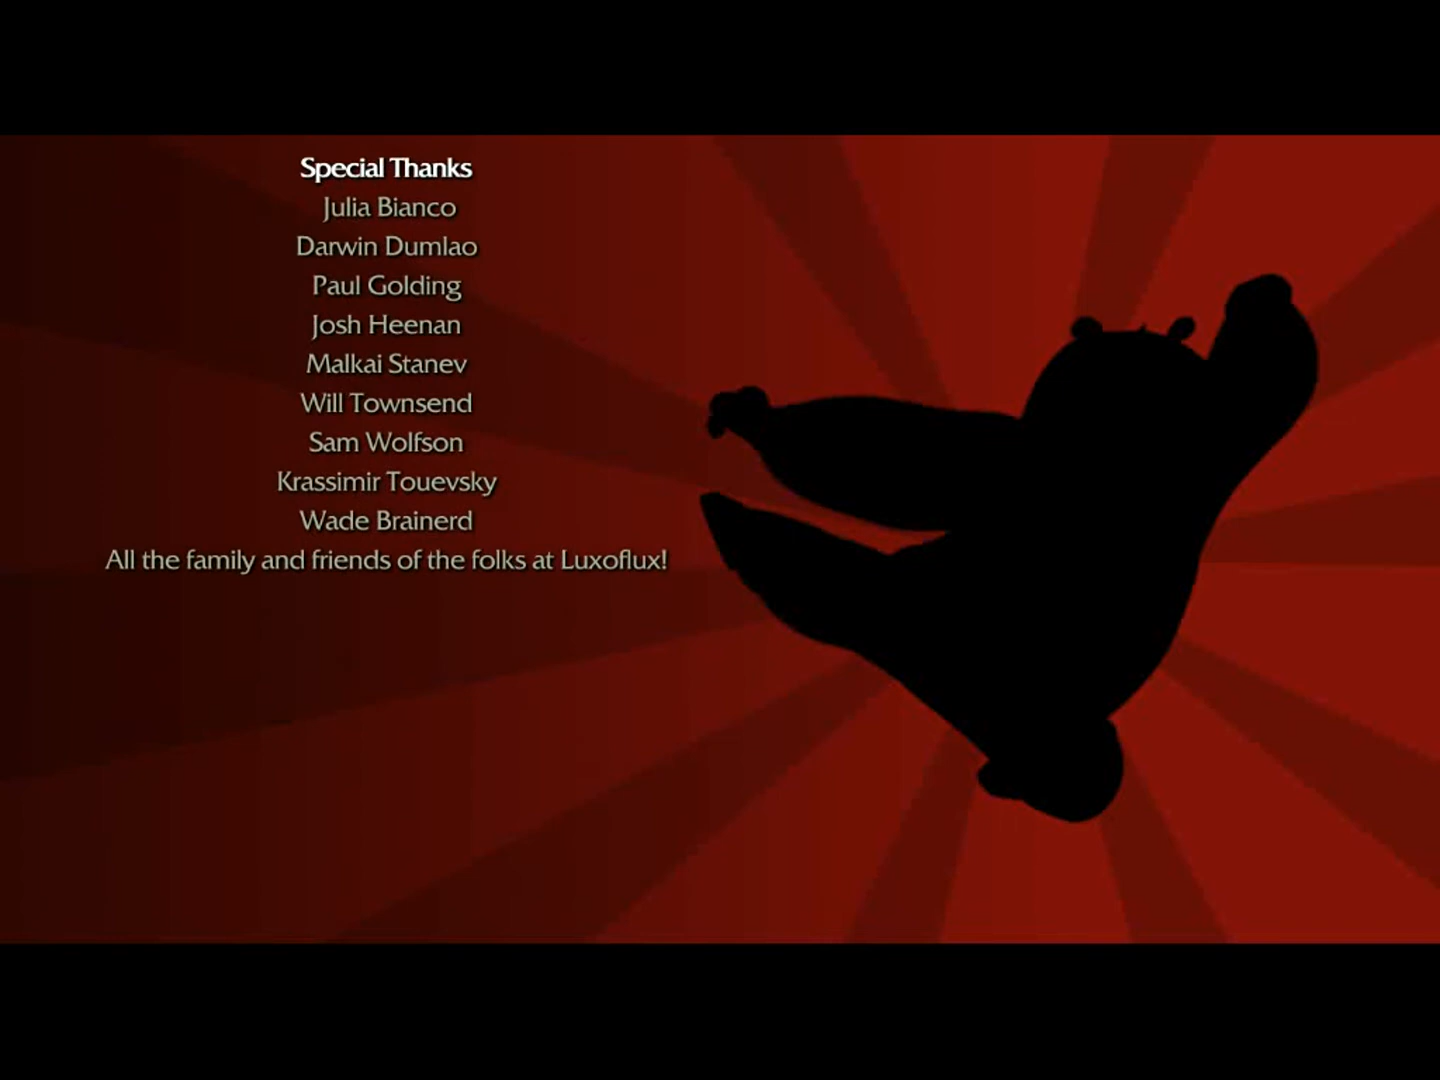 Special Thanks
Julia Bianco
Darwin Dumlao
Paul Golding
Josh Heenan
Malkai Stanev
Will Townsend
Sam Wolfson
Krassimir Touevsky
Wade Brainerd
All the family and friends of the folks at Luxoflux!